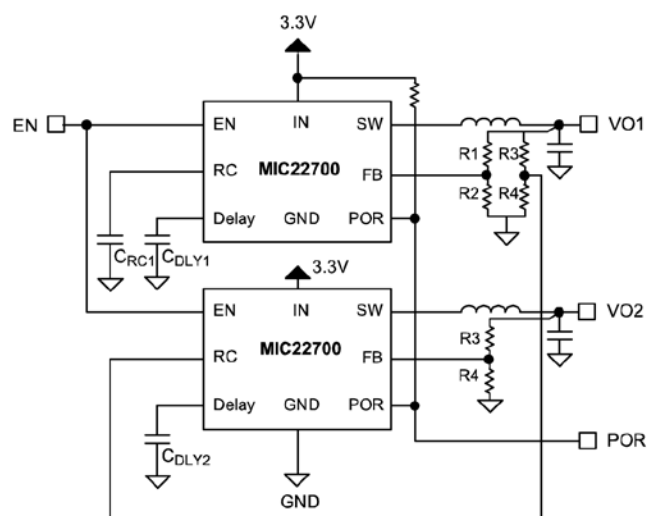 3.3V
EN IN SW VO1
EN
MIC22700
R1 R3
RC FB
R2 R4
Delay GND POR
CRC1 CDLY1
3.3V
EN IN SW VO2
MIC22700
R3
RC FB
R4
Delay GND POR
POR
CDLY2
GND